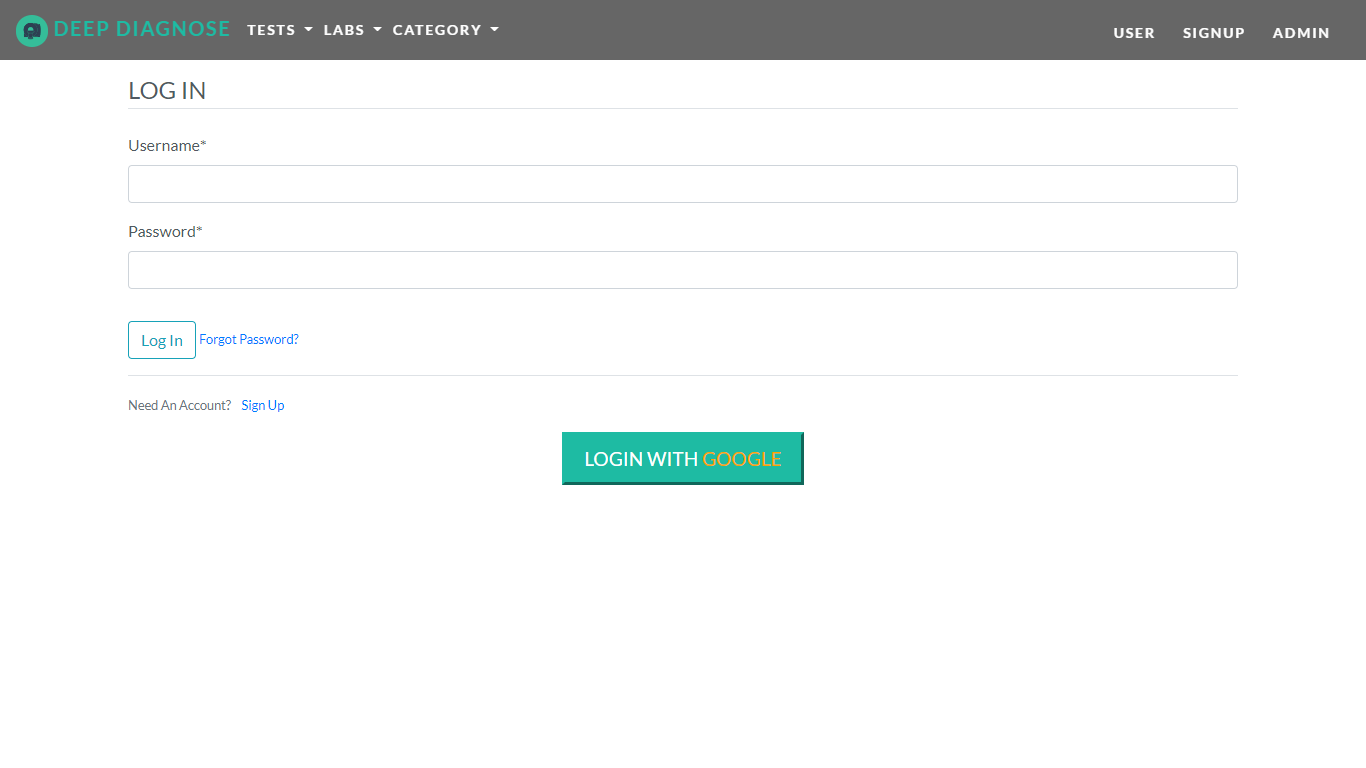 DEEP DIAGNOSE TESTS LABS CATEGORY USER SIGNUP ADMIN
LOG IN
Username*
Password*
Log In Forgot Password?
Need An Account? Sign Up
LOGIN WITH GOOGLE